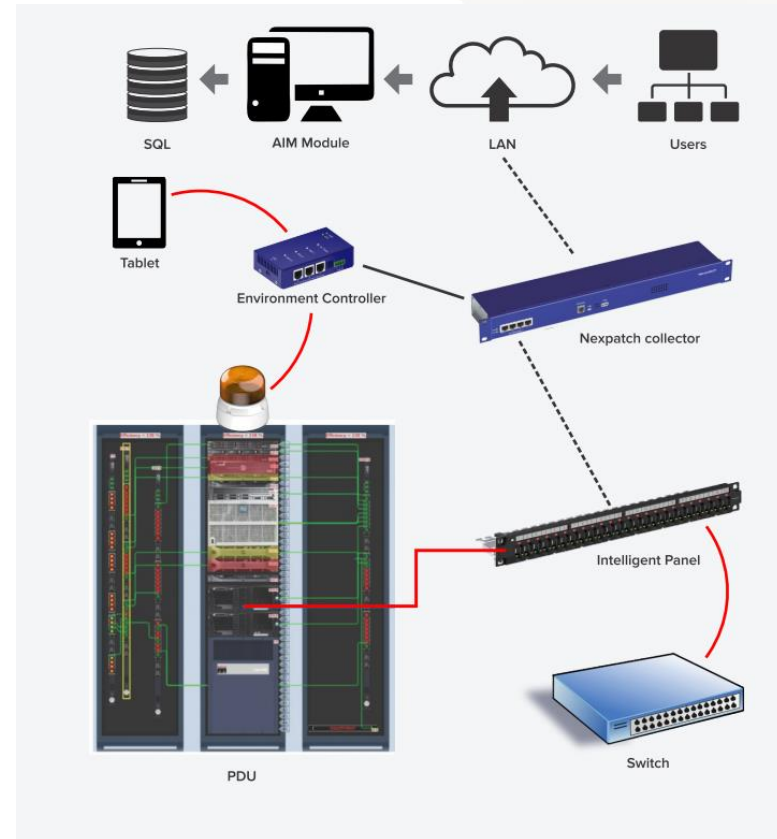 SQL
AIM Module
LAN
Users
Tablet
Environment Controller
Nexpatch collector
Intelligent Panel
Switch
PDU